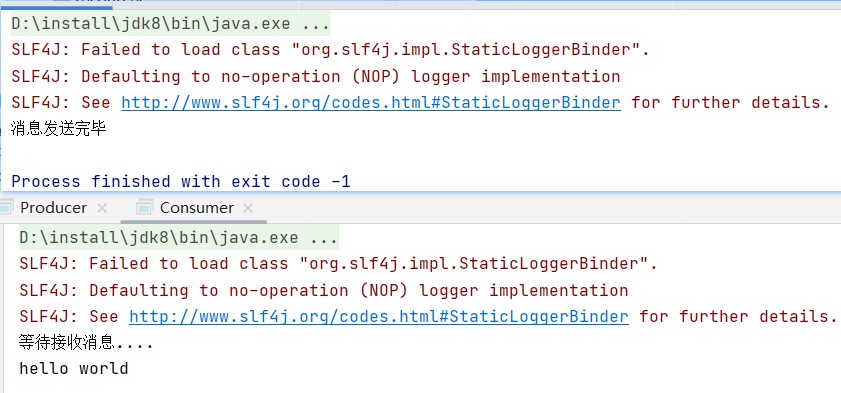 D:\install\jdk8\bin\java.exe ...
SLF4J: Failed to load class "org.slf4j.impl.StaticLoggerBinder".
SLF4J: Defaulting to no-operation (NOP) logger implementation
SLF4J: See http://www.slf4j.org/codes.html#StaticLoggerBinder for further details.
消息发送完毕
Process finished with exit code -1
Producer × Consumer ×
D:\install\jdk8\bin\java.exe ...
SLF4J: Failed to load class "org.slf4j.impl.StaticLoggerBinder".
SLF4J: Defaulting to no-operation (NOP) logger implementation
SLF4J: See http://www.slf4j.org/codes.html#StaticLoggerBinder for further details.
等待接收消息....
hello world